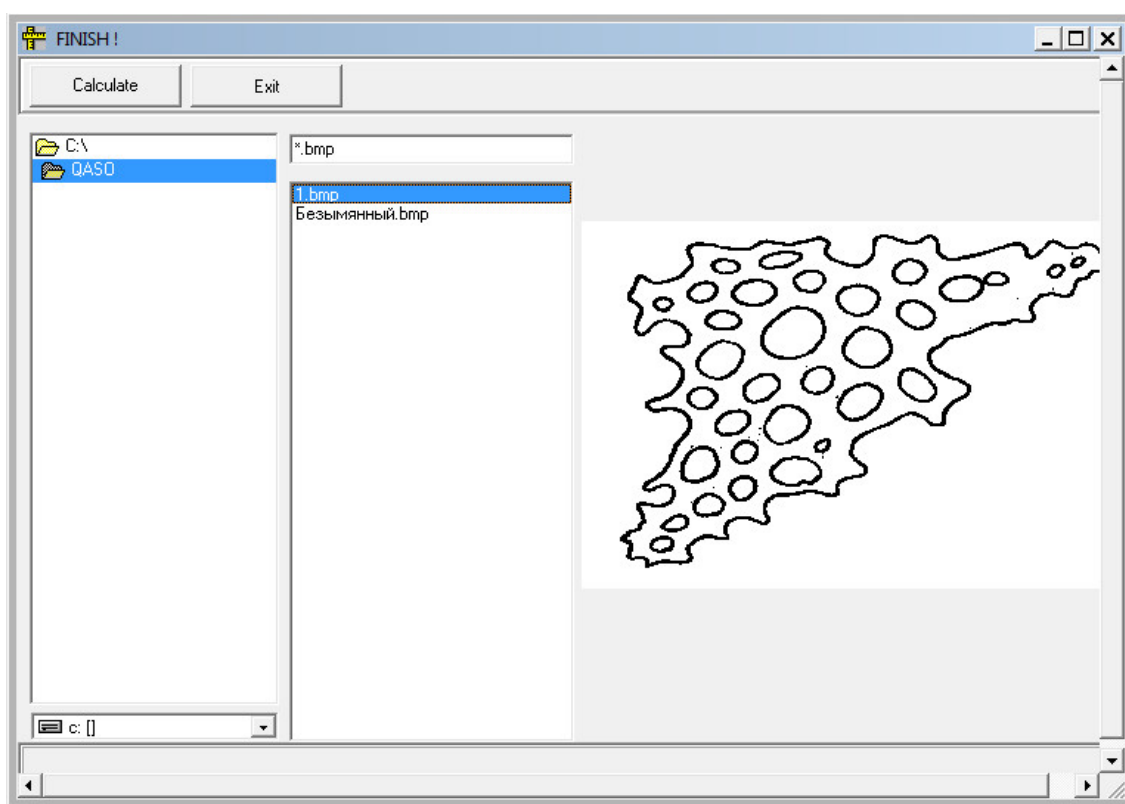 FINISH !
Calculate
Exit
C:\
QASO
*.bmp
1.bmp
Безымянный.bmp
c: []